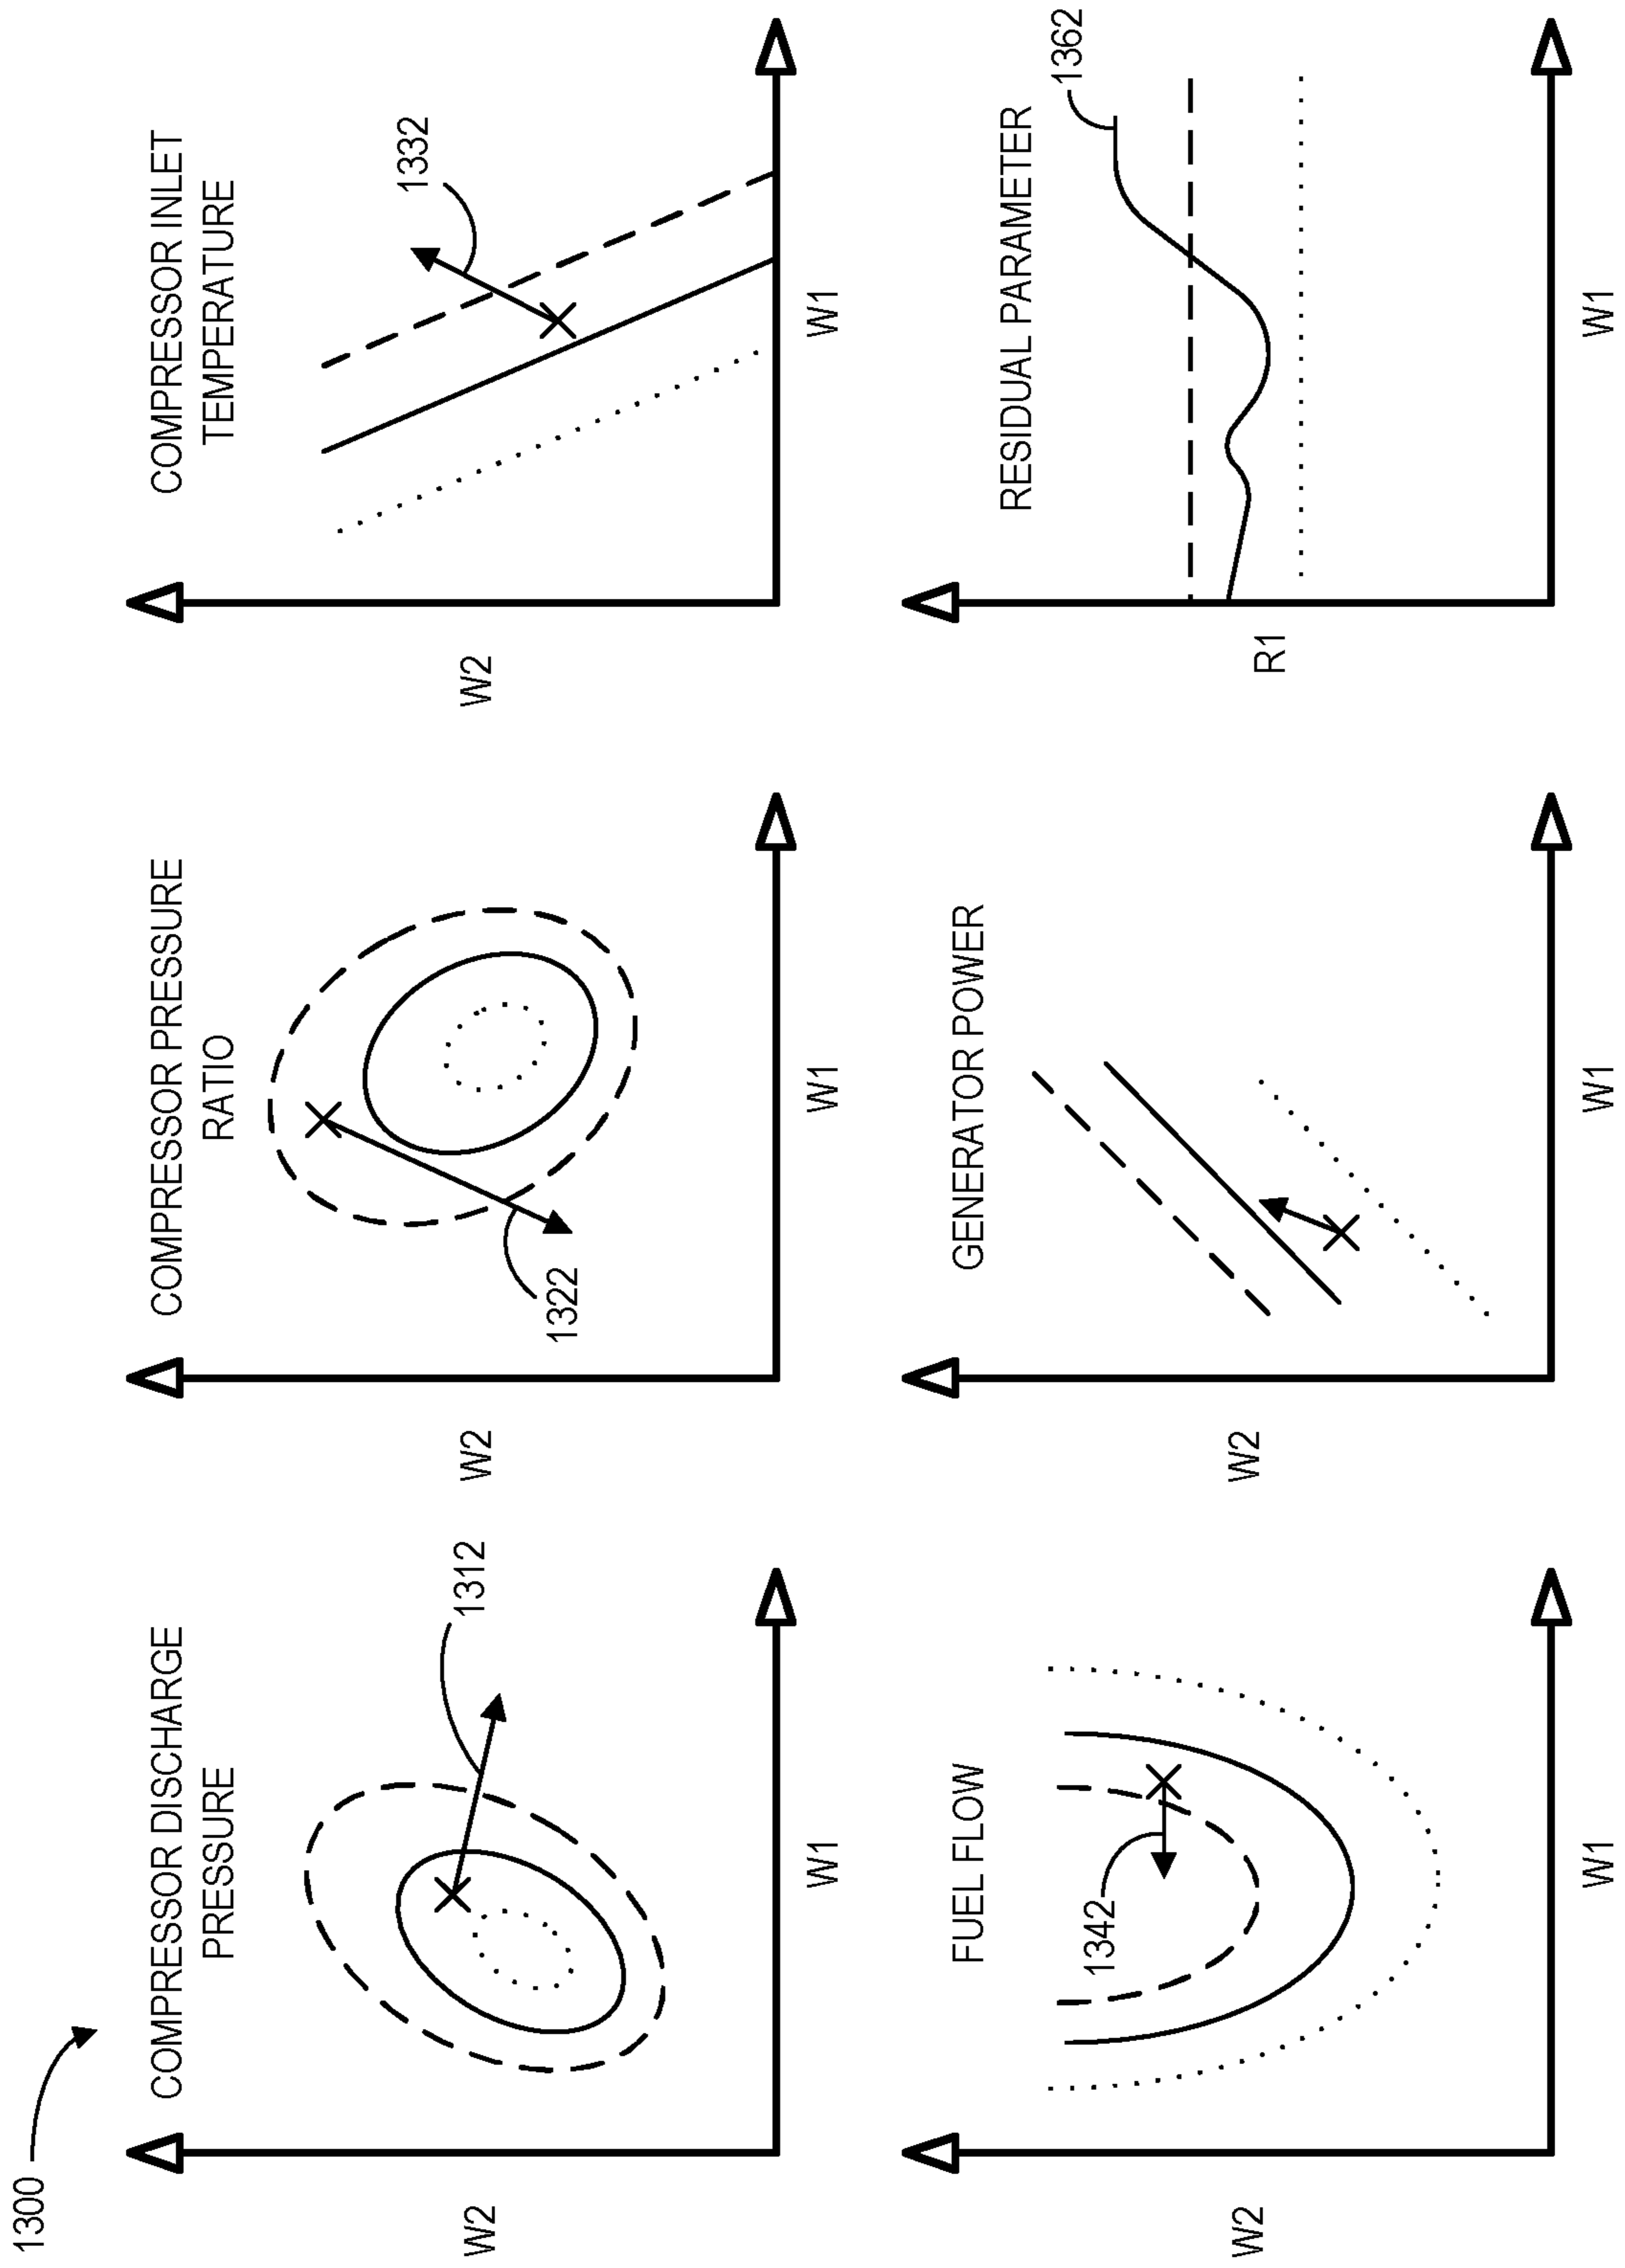 1300
COMPRESSOR DISCHARGE
PRESSURE
W2
1312
W1
COMPRESSOR PRESSURE
RATIO
W2
1322
W1
COMPRESSOR INLET
TEMPERATURE
W2
1332
W1
FUEL FLOW
W2
1342
W1
GENERATOR POWER
W2
W1
RESIDUAL PARAMETER
R1
1362
W1